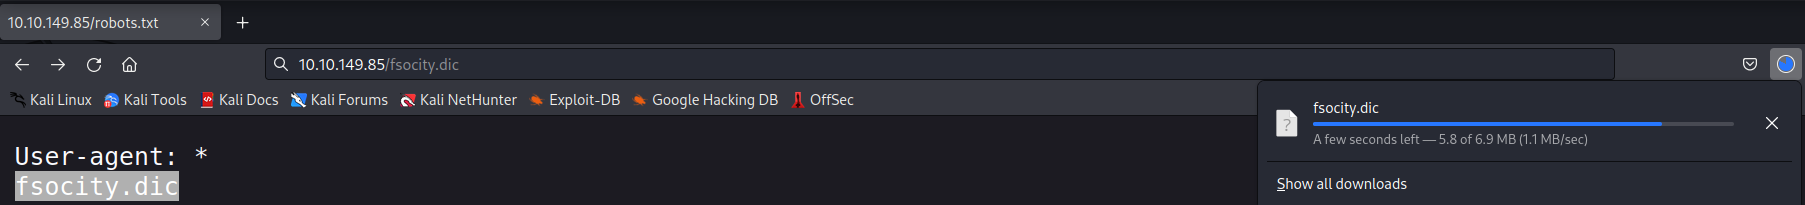 10.10.149.85/robots.txt
10.10.149.85/fsocity.dic
Kali Linux Kali Tools Kali Docs Kali Forums Kali NetHunter Exploit-DB Google Hacking DB OffSec
fsocity.dic
A few seconds left — 5.8 of 6.9 MB (1.1 MB/sec)
Show all downloads
User-agent: *
fsocity.dic